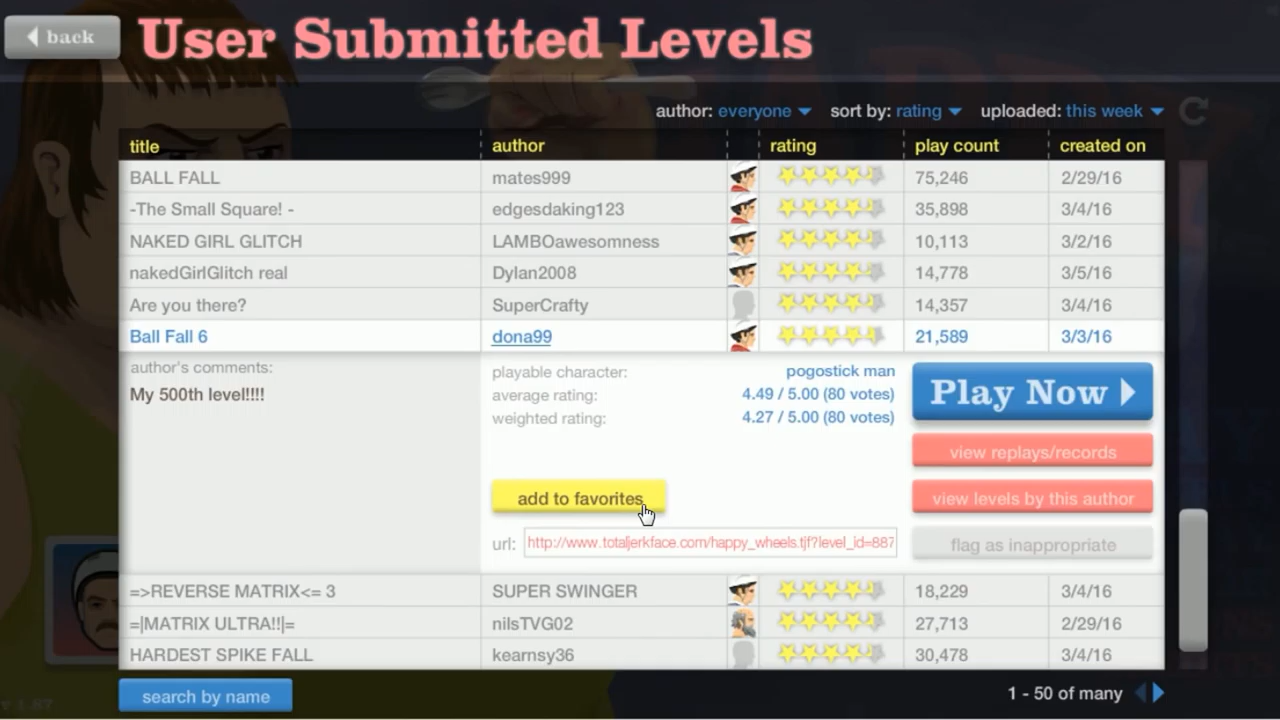 back
User Submitted Levels
author: everyone sort by: rating uploaded: this week
title author rating play count created on
BALL FALL mates999 75,246 2/29/16
-The Small Square! - edgesdaking123 35,898 3/4/16
NAKED GIRL GLITCH LAMBOawesomness 10,113 3/2/16
nakedGirlGlitch real Dylan2008 14,778 3/5/16
Are you there? SuperCrafty 14,357 3/4/16
Ball Fall 6 dona99 21,589 3/3/16
author's comments:
My 500th level!!!!
playable character: pogostick man
average rating: 4.49 / 5.00 (80 votes)
weighted rating: 4.27 / 5.00 (80 votes)
Play Now
view replays/records
add to favorites
view levels by this author
url: http://www.totaljerkface.com/happy_wheels.tjf?level_id=887
flag as inappropriate
=>REVERSE MATRIX<= 3 SUPER SWINGER 18,229 3/4/16
=|MATRIX ULTRA!!|= nilsTVG02 27,713 2/29/16
HARDEST SPIKE FALL kearnsy36 30,478 3/4/16
search by name
1 - 50 of many
v 1.87